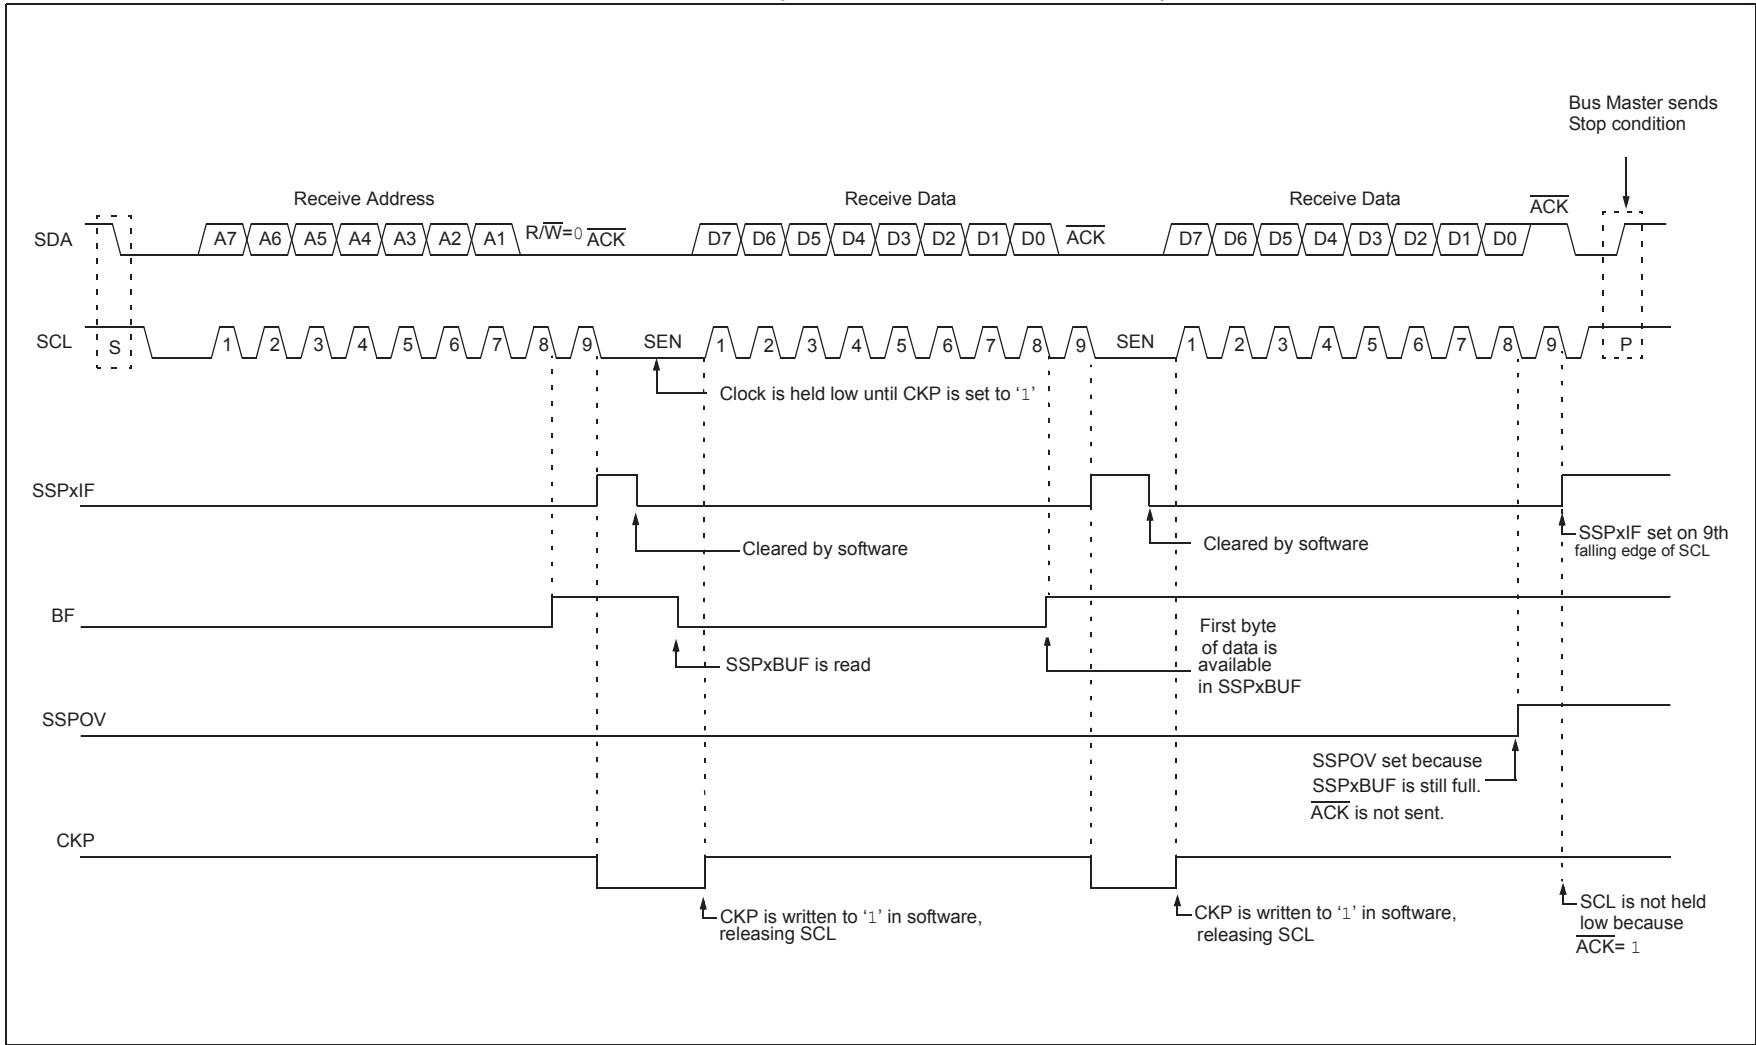 Bus Master sends
Stop condition
Receive Address
Receive Data
Receive Data
A̅C̅K̅
SDA
A7 A6 A5 A4 A3 A2 A1 R/W̅=0 A̅C̅K̅ D7 D6 D5 D4 D3 D2 D1 D0 A̅C̅K̅ D7 D6 D5 D4 D3 D2 D1 D0
SCL
S 1 2 3 4 5 6 7 8 9 SEN 1 2 3 4 5 6 7 8 9 SEN 1 2 3 4 5 6 7 8 9 P
Clock is held low until CKP is set to ‘1’
SSPxIF
Cleared by software
Cleared by software
SSPxIF set on 9th
falling edge of SCL
BF
SSPxBUF is read
First byte
of data is
available
in SSPxBUF
SSPOV
SSPOV set because
SSPxBUF is still full.
A̅C̅K̅ is not sent.
CKP
CKP is written to ‘1’ in software,
releasing SCL
CKP is written to ‘1’ in software,
releasing SCL
SCL is not held
low because
A̅C̅K̅= 1